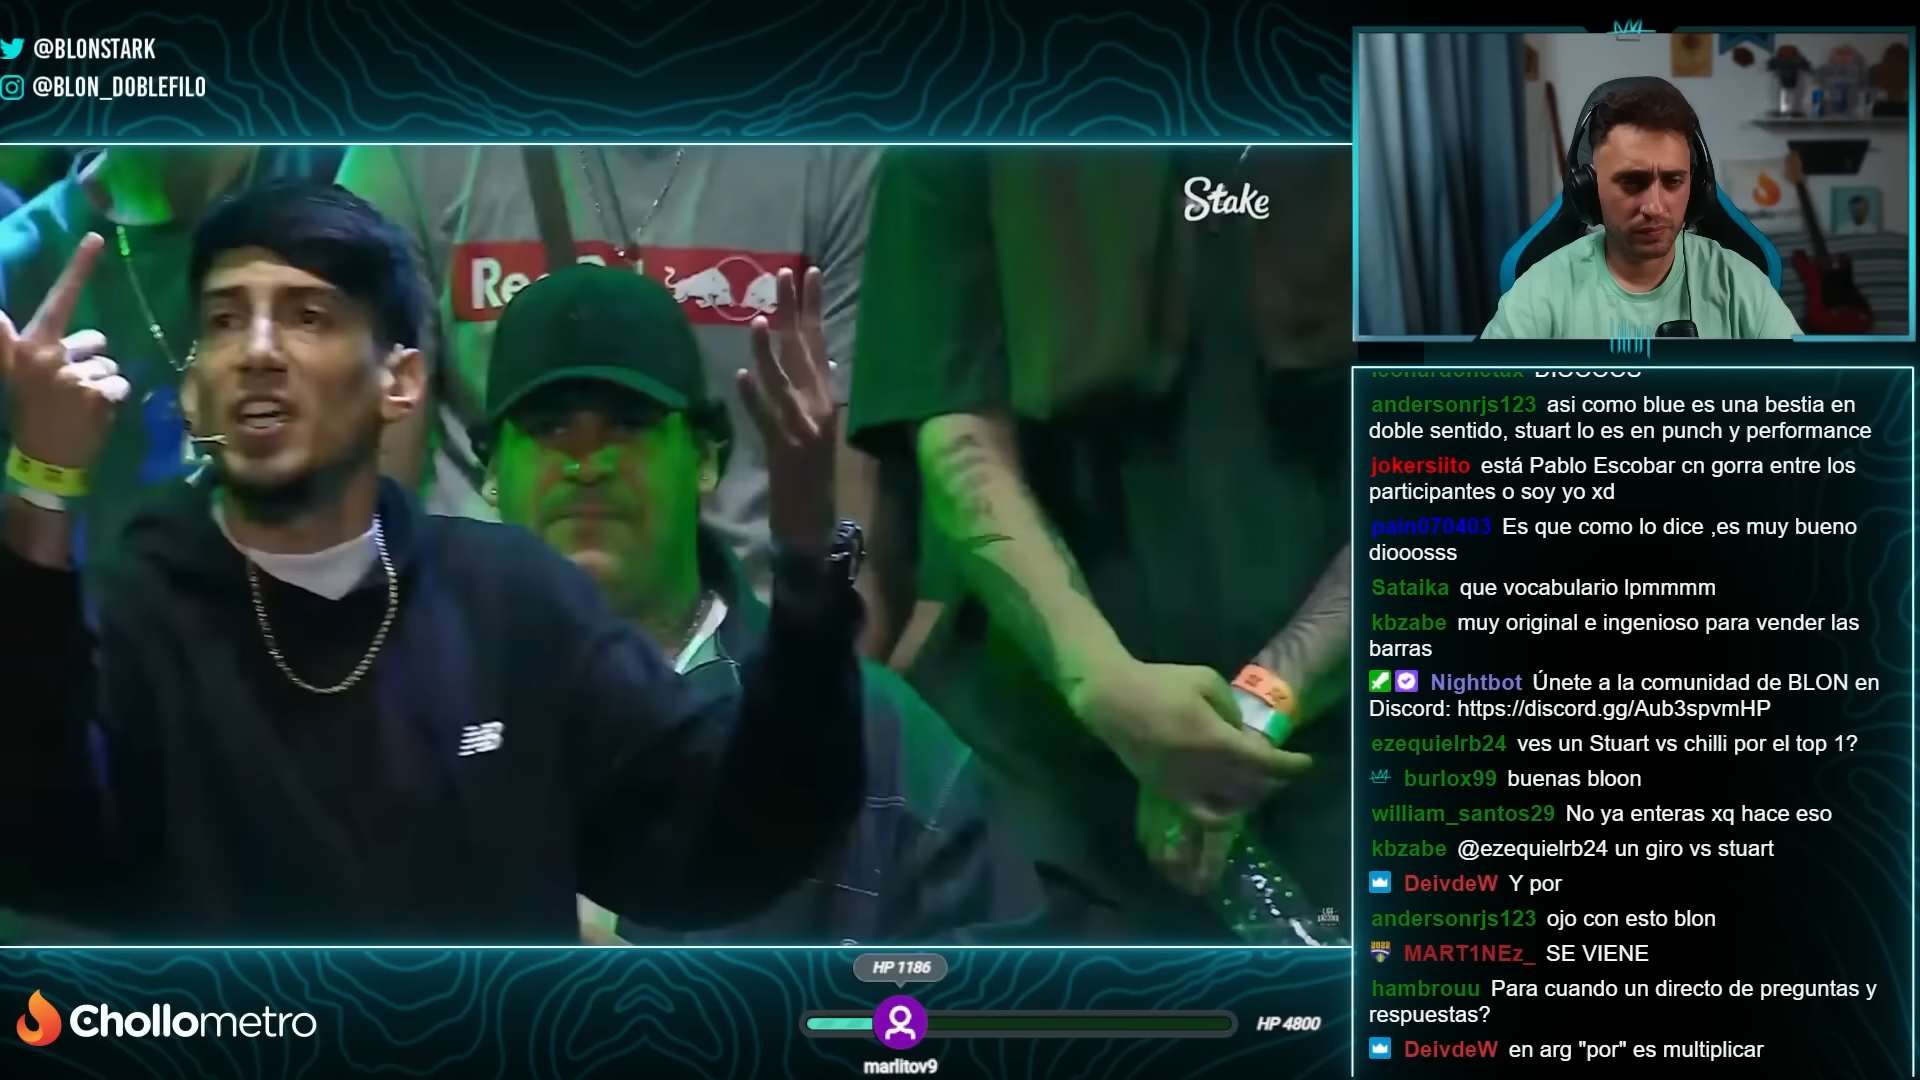 @BLONSTARK
@BLON_DOBLEFILO
Stake
Red Bull
Chollometro
HP 1186
HP 4800
marlitov9
leonardonetux DIOOOOS
andersonrjs123 asi como blue es una bestia en
doble sentido, stuart lo es en punch y performance
jokersiito está Pablo Escobar cn gorra entre los
participantes o soy yo xd
pain070403 Es que como lo dice ,es muy bueno
diooosss
Sataika que vocabulario lpmmmm
kbzabe muy original e ingenioso para vender las
barras
Nightbot Únete a la comunidad de BLON en
Discord: https://discord.gg/Aub3spvmHP
ezequielrb24 ves un Stuart vs chilli por el top 1?
burlox99 buenas bloon
william_santos29 No ya enteras xq hace eso
kbzabe @ezequielrb24 un giro vs stuart
DeivdeW Y por
andersonrjs123 ojo con esto blon
MART1NEz_ SE VIENE
hambrouu Para cuando un directo de preguntas y
respuestas?
DeivdeW en arg "por" es multiplicar